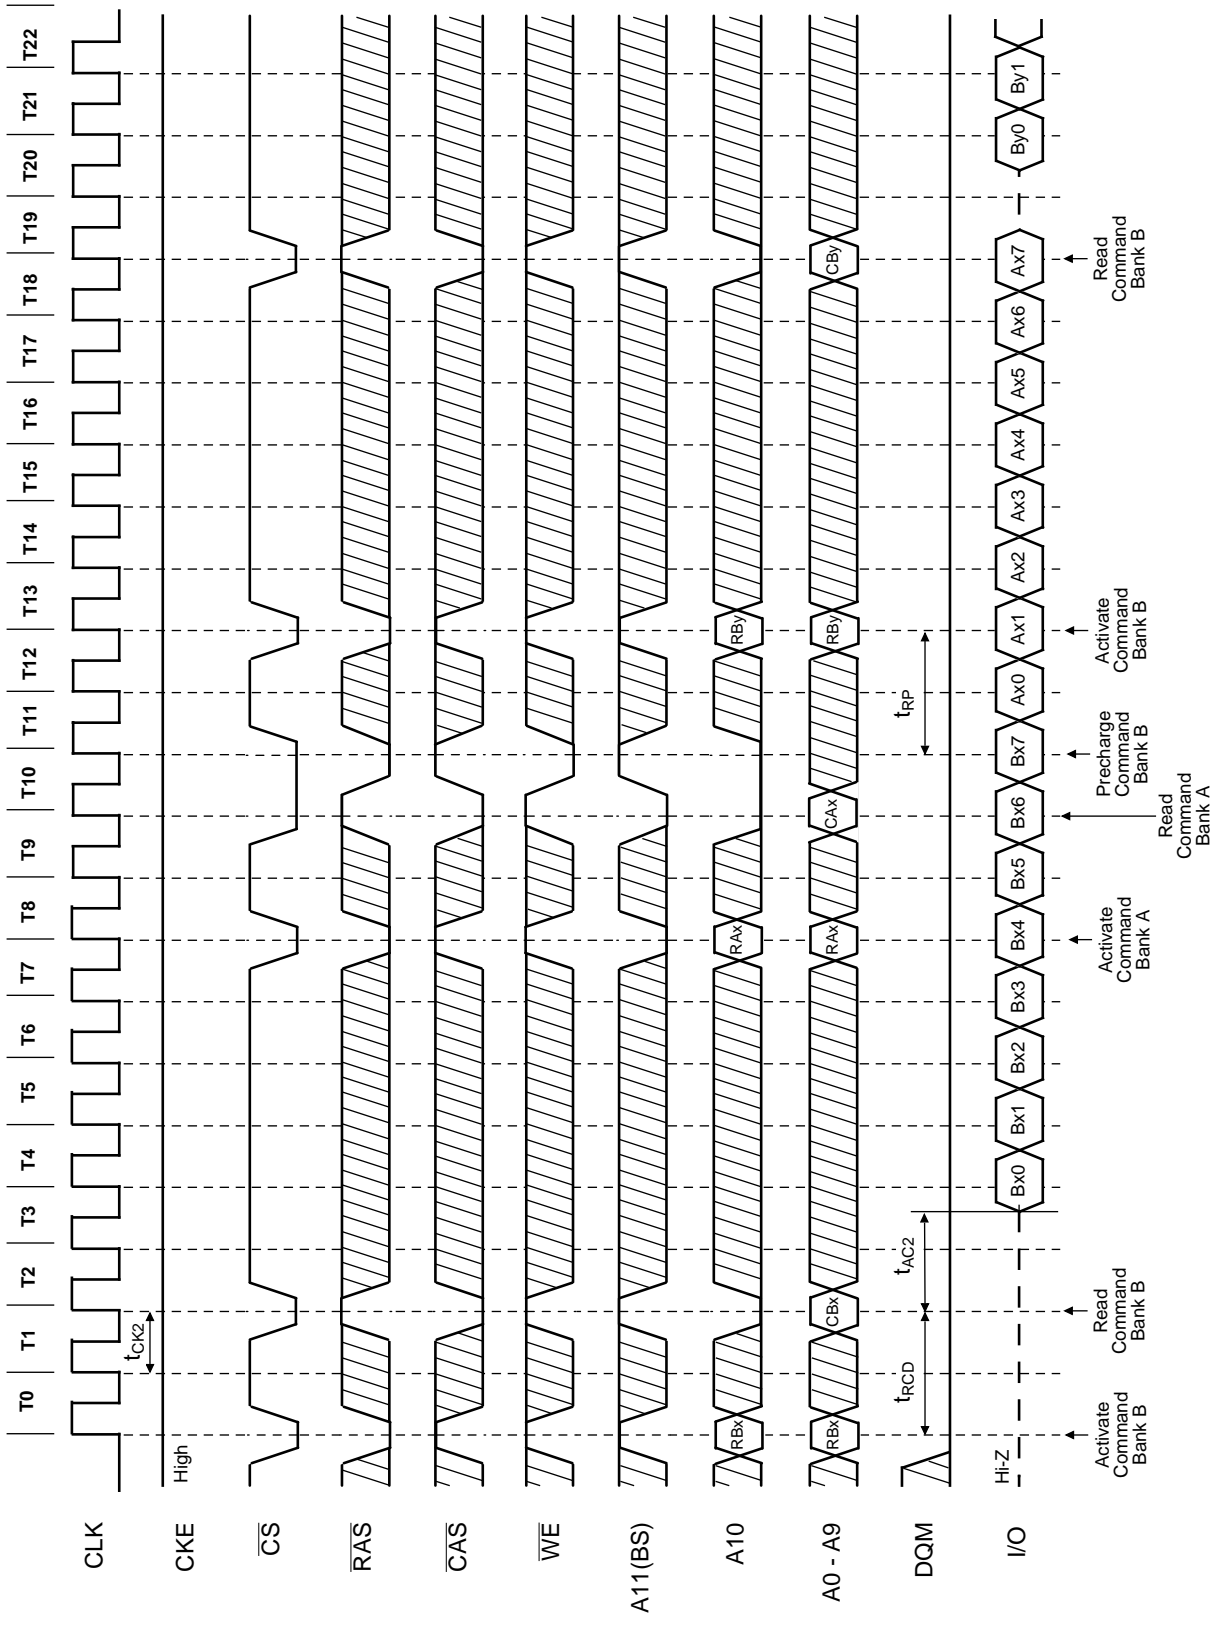 T0 T1 T2 T3 T4 T5 T6 T7 T8 T9 T10 T11 T12 T13 T14 T15 T16 T17 T18 T19 T20 T21 T22
CLK
tCK2
CKE
High
CS
RAS
CAS
WE
A11(BS)
A10
RBx RAx RBy
A0 - A9
RBx CBx RAx CAx RBy CBy
DQM
tRCD tAC2 tRP
I/O
Hi-Z
Bx0 Bx1 Bx2 Bx3 Bx4 Bx5 Bx6 Bx7 Ax0 Ax1 Ax2 Ax3 Ax4 Ax5 Ax6 Ax7 By0 By1
Activate
Command
Bank B
Read
Command
Bank B
Activate
Command
Bank A
Read
Command
Bank A
Precharge
Command
Bank B
Activate
Command
Bank B
Read
Command
Bank B